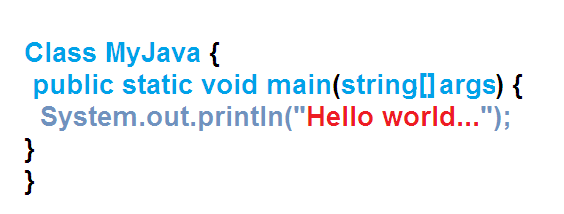 Class MyJava {
public static void main(string[] args) {
System.out.println("Hello world...");
}
}